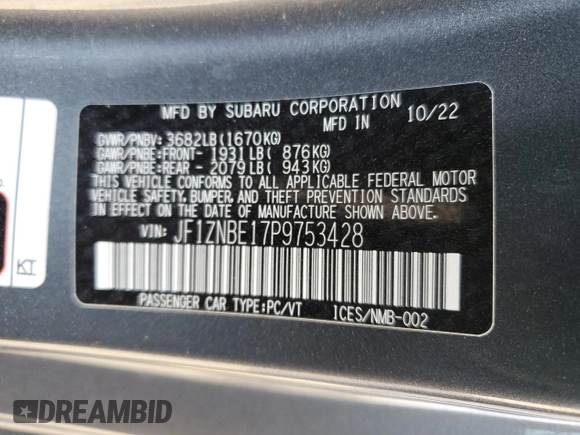 MFD BY SUBARU CORPORATION
MFD IN 10/22
GVWR/PNBV: 3682LB(1670KG)
GAWR/PNBE:FRONT- 1931LB( 876KG)
GAWR/PNBE:REAR - 2079LB( 943KG)
THIS VEHICLE CONFORMS TO ALL APPLICABLE FEDERAL MOTOR
VEHICLE SAFETY, BUMPER, AND THEFT PREVENTION STANDARDS
IN EFFECT ON THE DATE OF MANUFACTURE SHOWN ABOVE.
VIN: JF1ZNBE17P9753428
PASSENGER CAR TYPE:PC/VT ICES/NMB-002
KI
DREAMBID